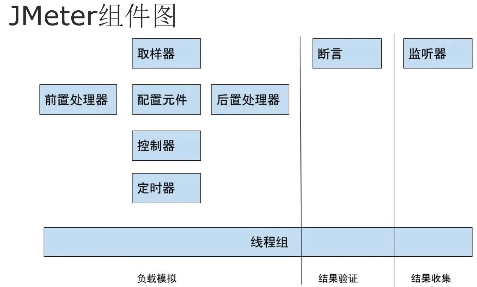 JMeter组件图
取样器
断言
监听器
前置处理器
配置元件
后置处理器
控制器
定时器
线程组
负载模拟
结果验证
结果收集